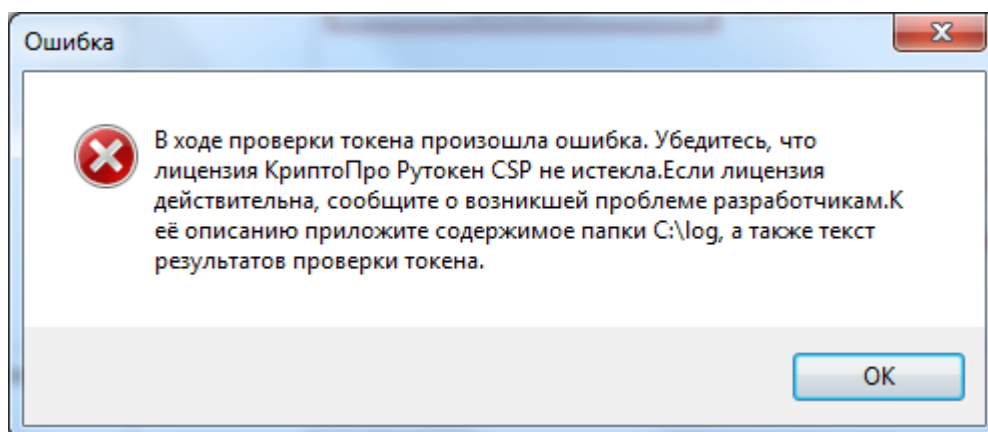 Ошибка
В ходе проверки токена произошла ошибка. Убедитесь, что
лицензия КриптоПро Рутокен CSP не истекла.Если лицензия
действительна, сообщите о возникшей проблеме разработчикам.К
её описанию приложите содержимое папки C:\log, а также текст
результатов проверки токена.
ОК